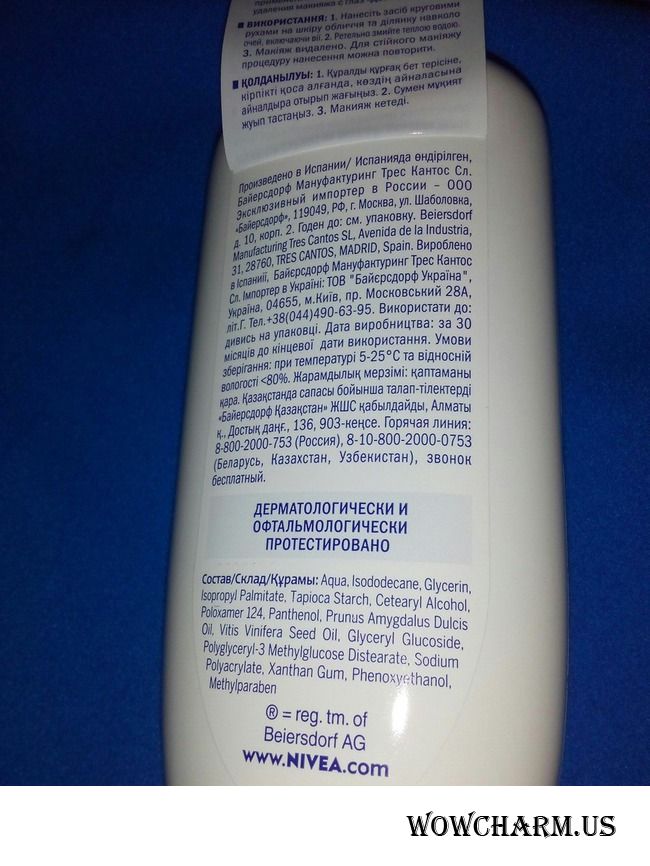 удаления макияжа с глаз
■ ВИКОРИСТАННЯ: 1. Нанесіть засіб круговими
рухами на шкіру обличчя та ділянку навколо
очей, включаючи вії. 2. Ретельно змийте теплою водою.
3. Макіяж видалено. Для стійкого макіяжу
процедуру нанесення можна повторити.
■ ҚОЛДАНЫЛУЫ: 1. Құралды құрғақ бет терісіне,
кірпікті қоса алғанда, көздің айналасына
айналдыра отырып жағыңыз. 2. Сумен мұқият
жуып тастаңыз. 3. Макияж кетеді.
Произведено в Испании/ Испанияда өндірілген,
Байерсдорф Мануфактуринг Трес Кантос Сл.
Эксклюзивный импортер в России – ООО
«Байерсдорф», 119049, РФ, г. Москва, ул. Шаболовка,
д. 10, корп. 2. Годен до: см. упаковку. Beiersdorf
Manufacturing Tres Cantos SL, Avenida de la Industria,
31, 28760, TRES CANTOS, MADRID, Spain. Вироблено
в Іспанії, Байєрсдорф Мануфактуринг Трес Кантос
Сл. Імпортер в Україні: ТОВ "Байєрсдорф Україна",
Україна, 04655, м.Київ, пр. Московський 28А,
літ.Г. Тел.+38(044)490-63-95. Використати до:
дивись на упаковці. Дата виробництва: за 30
місяців до кінцевої дати використання. Умови
зберігання: при температурі 5-25°С та відносній
вологості <80%. Жарамдылық мерзімі: қаптаманы
қара. Қазақстанда сапасы бойынша талап-тілектерді
«Байерсдорф Қазақстан» ЖШС қабылдайды, Алматы
қ., Достық даңғ., 136, 903-кеңсе. Горячая линия:
8-800-2000-753 (Россия), 8-10-800-2000-0753
(Беларусь, Казахстан, Узбекистан), звонок
бесплатный.
ДЕРМАТОЛОГИЧЕСКИ И
ОФТАЛЬМОЛОГИЧЕСКИ
ПРОТЕСТИРОВАНО
Состав/Склад/Құрамы: Aqua, Isododecane, Glycerin,
Isopropyl Palmitate, Tapioca Starch, Cetearyl Alcohol,
Poloxamer 124, Panthenol, Prunus Amygdalus Dulcis
Oil, Vitis Vinifera Seed Oil, Glyceryl Glucoside,
Polyglyceryl-3 Methylglucose Distearate, Sodium
Polyacrylate, Xanthan Gum, Phenoxyethanol,
Methylparaben
® = reg. tm. of
Beiersdorf AG
www.NIVEA.com
WOWCHARM.US